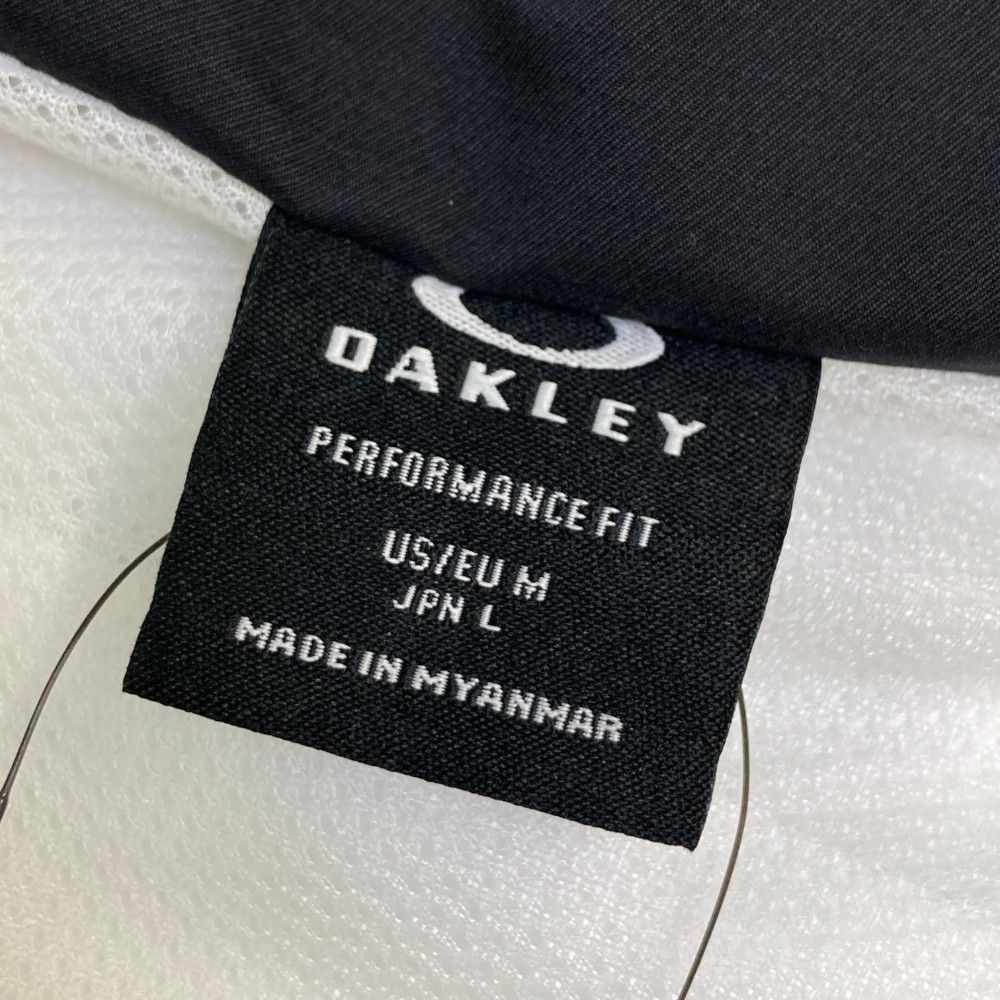 OAKLEY
PERFORMANCE FIT
US/EU M
JPN L
MADE IN MYANMAR